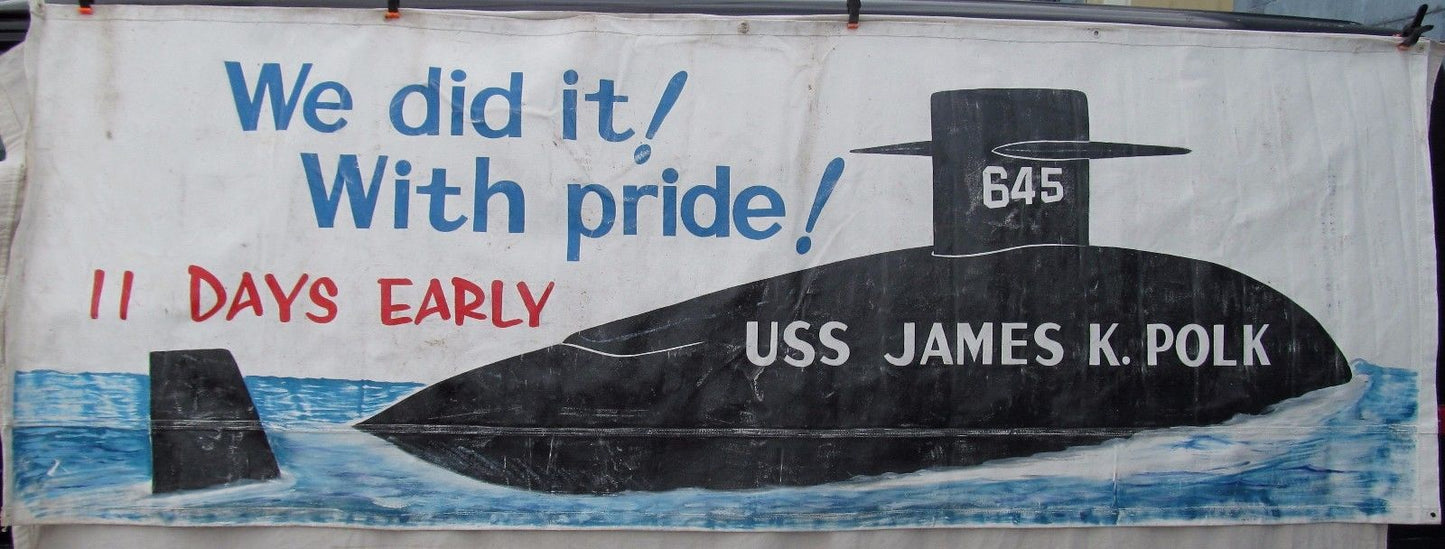 We did it!
With pride!
11 DAYS EARLY
645
USS JAMES K. POLK